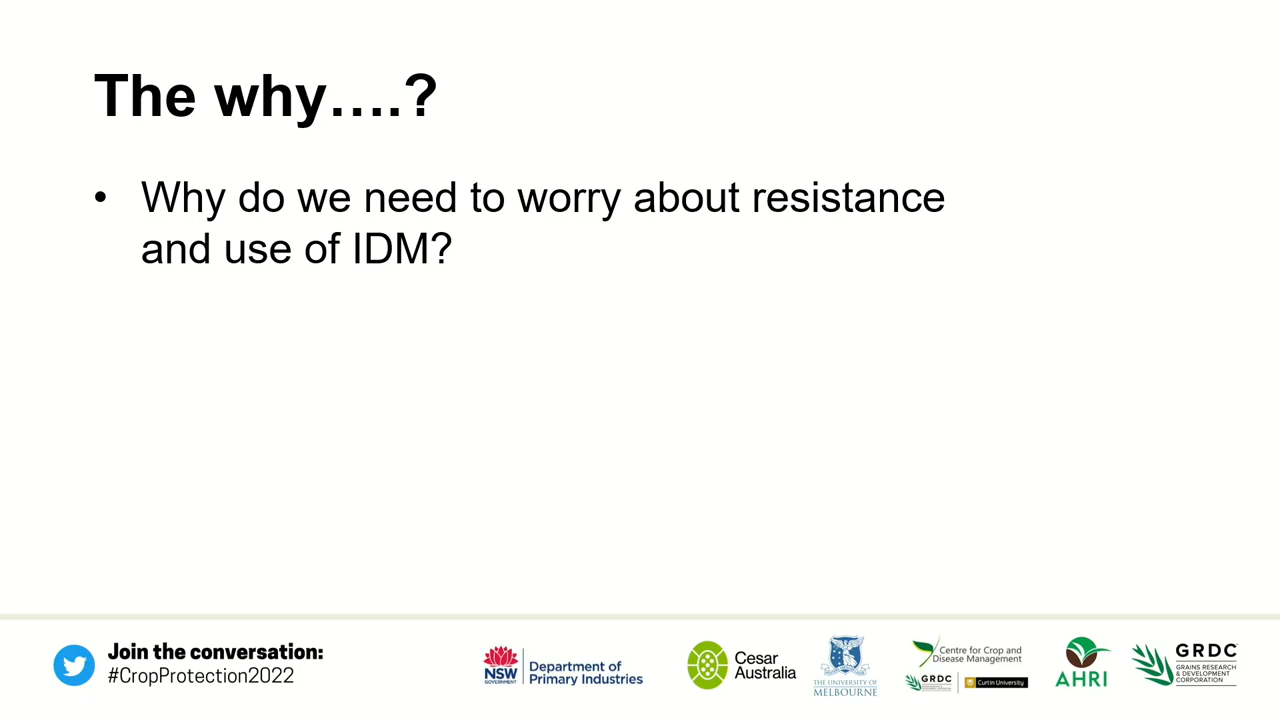 The why….?
• Why do we need to worry about resistance
and use of IDM?
Join the conversation:
#CropProtection2022
NSW
GOVERNMENT
Department of
Primary Industries
Cesar
Australia
THE UNIVERSITY OF
MELBOURNE
Centre for Crop and
Disease Management
GRDC
Curtin University
AHRI
GRDC
GRAINS RESEARCH
& DEVELOPMENT
CORPORATION